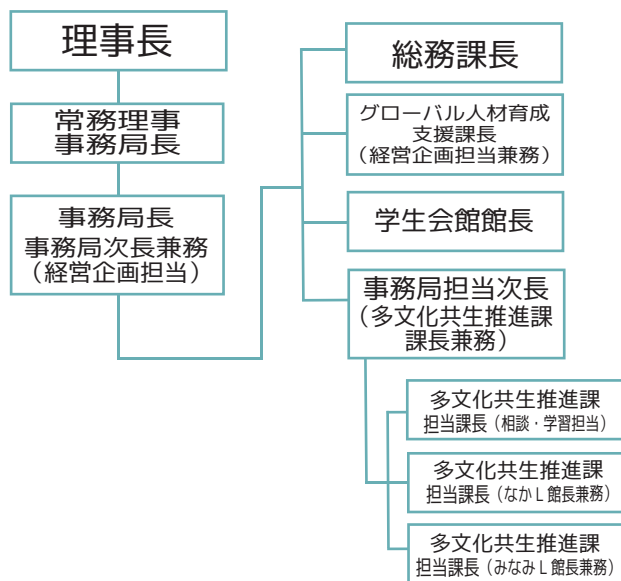 理事長
常務理事
事務局長
事務局長
事務局次長兼務
（経営企画担当）
総務課長
グローバル人材育成
支援課長
（経営企画担当兼務）
学生会館館長
事務局担当次長
（多文化共生推進課
課長兼務）
多文化共生推進課
担当課長（相談・学習担当）
多文化共生推進課
担当課長（なかＬ館長兼務）
多文化共生推進課
担当課長（みなみＬ館長兼務）